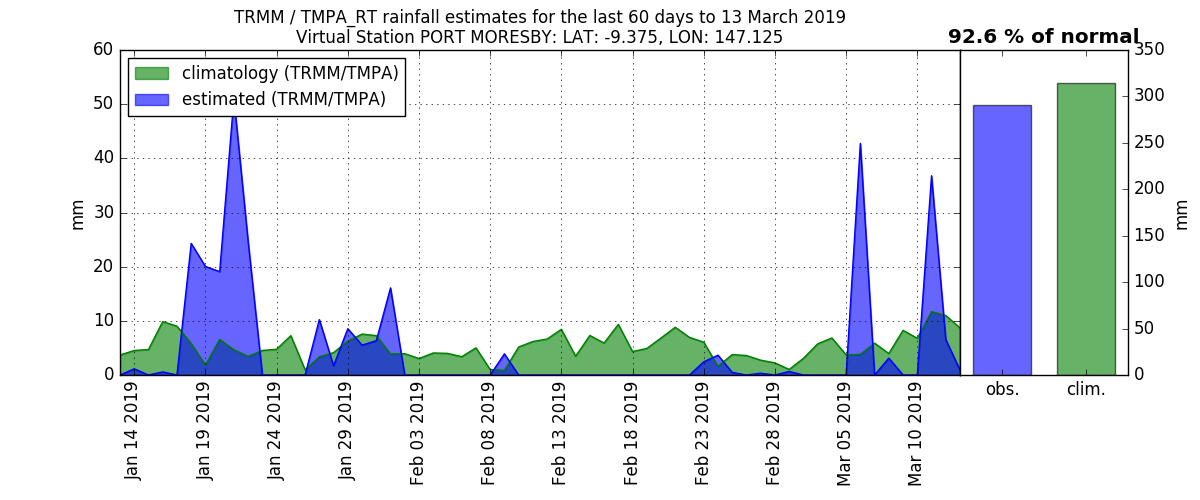 TRMM / TMPA_RT rainfall estimates for the last 60 days to 13 March 2019
Virtual Station PORT MORESBY: LAT: -9.375, LON: 147.125
92.6 % of normal
climatology (TRMM/TMPA)
estimated (TRMM/TMPA)
60
50
40
30
20
10
0
mm
Jan 14 2019
Jan 19 2019
Jan 24 2019
Jan 29 2019
Feb 03 2019
Feb 08 2019
Feb 13 2019
Feb 18 2019
Feb 23 2019
Feb 28 2019
Mar 05 2019
Mar 10 2019
obs.
clim.
350
300
250
200
150
100
50
0
mm